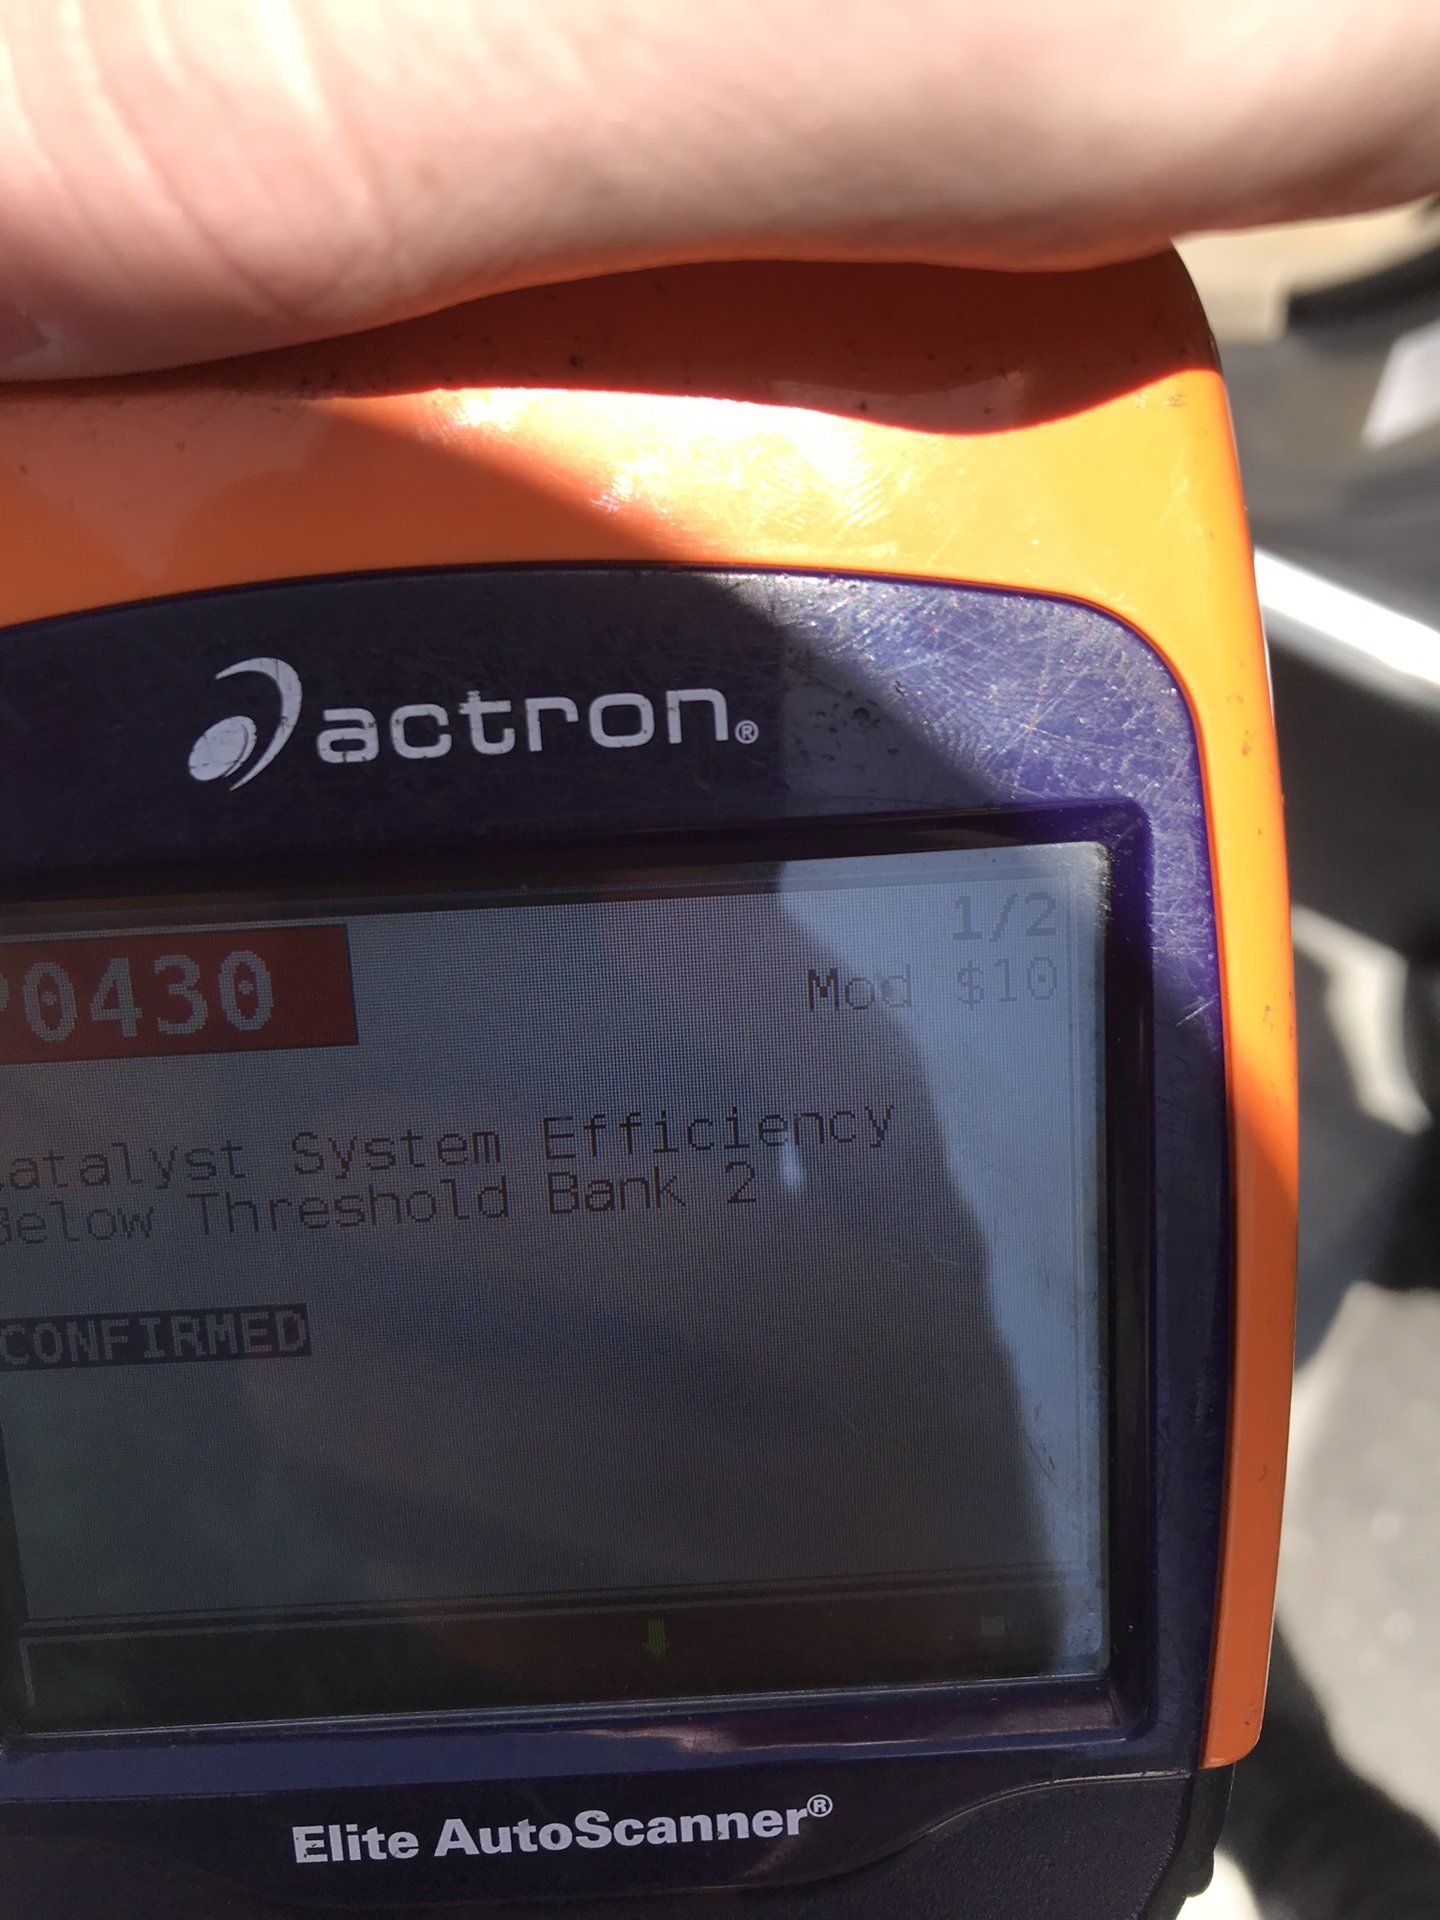 actron®
1/2
P0430
Mod $10
Catalyst System Efficiency
Below Threshold Bank 2
CONFIRMED
Elite AutoScanner®